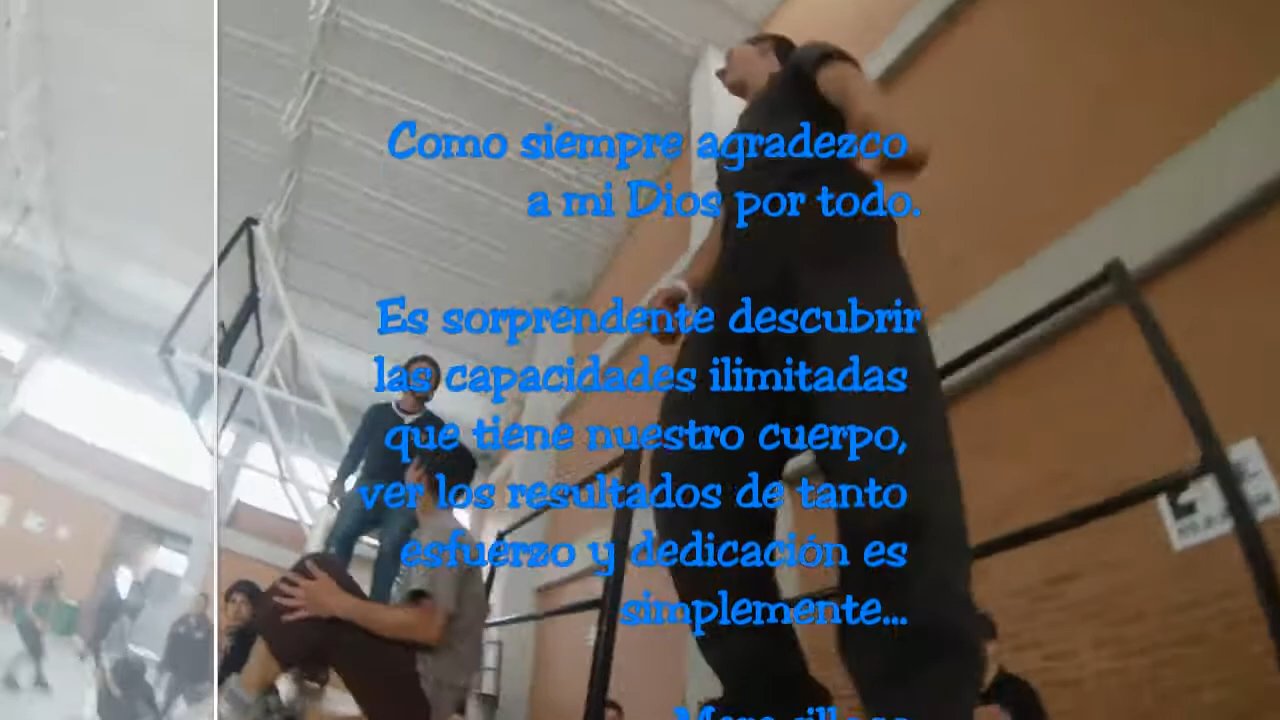 Como siempre agradezco
a mi Dios por todo.
Es sorprendente descubrir
las capacidades ilimitadas
que tiene nuestro cuerpo,
ver los resultados de tanto
esfuerzo y dedicación es
simplemente...